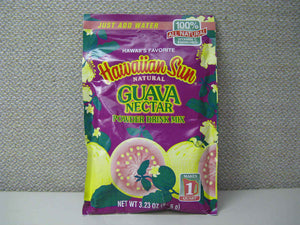 JUST ADD WATER
100%
ALL NATURAL
HAWAII'S FAVORITE
Hawaiian Sun
NATURAL
GUAVA
NECTAR
POWDER DRINK MIX
MAKES
1
QUART
NET WT 3.23 OZ